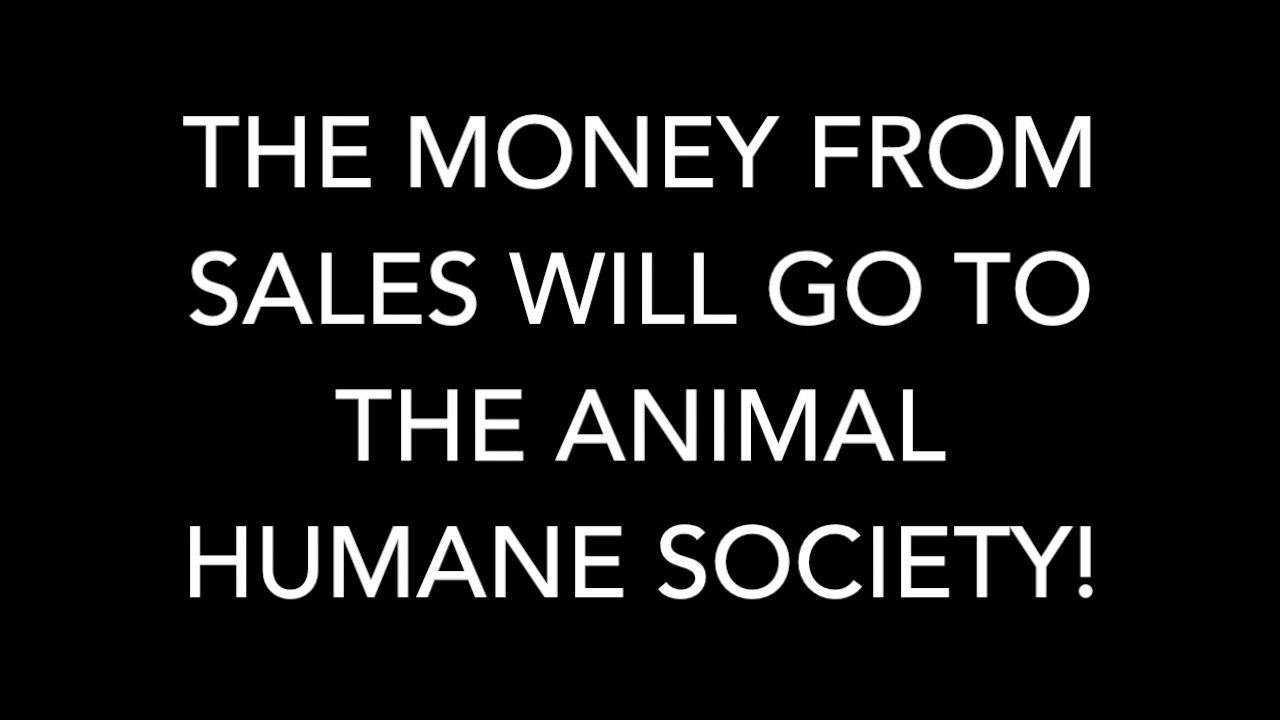 THE MONEY FROM
SALES WILL GO TO
THE ANIMAL
HUMANE SOCIETY!